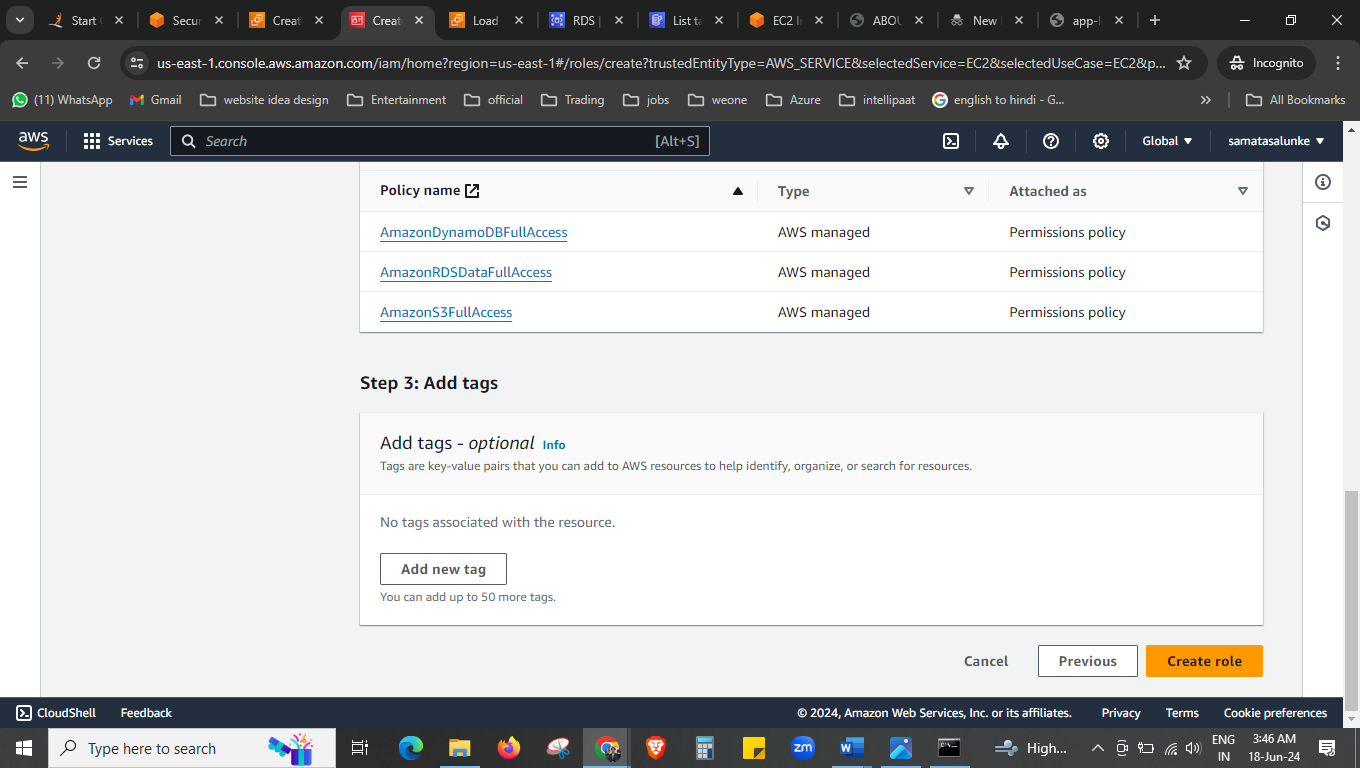 Start
Secur
Creat
Creat
Load
RDS |
List ta
EC2 I
ABOU
New
app-
us-east-1.console.aws.amazon.com/iam/home?region=us-east-1#/roles/create?trustedEntityType=AWS_SERVICE&selectedService=EC2&selectedUseCase=EC2&p...
Incognito
(11) WhatsApp
Gmail
website idea design
Entertainment
official
Trading
jobs
weone
Azure
intellipaat
english to hindi - G...
»
All Bookmarks
aws
Services
Search
[Alt+S]
Global
samatasalunke
Policy name
Type
Attached as
AmazonDynamoDBFullAccess
AWS managed
Permissions policy
AmazonRDSDataFullAccess
AWS managed
Permissions policy
AmazonS3FullAccess
AWS managed
Permissions policy
Step 3: Add tags
Add tags - optional Info
Tags are key-value pairs that you can add to AWS resources to help identify, organize, or search for resources.
No tags associated with the resource.
Add new tag
You can add up to 50 more tags.
Cancel
Previous
Create role
CloudShell
Feedback
© 2024, Amazon Web Services, Inc. or its affiliates.
Privacy
Terms
Cookie preferences
Type here to search
zm
High...
ENG
IN
3:46 AM
18-Jun-24